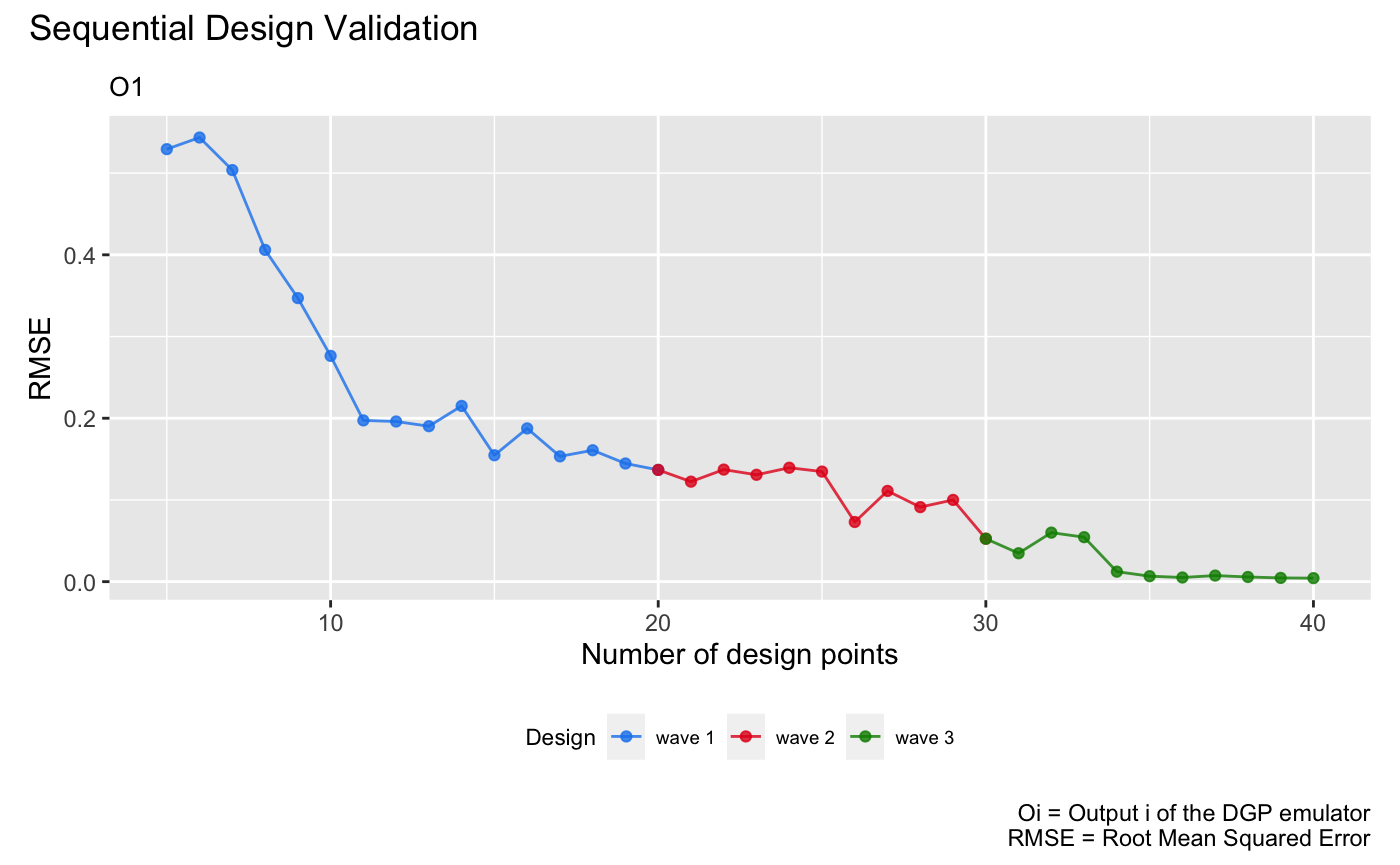 Sequential Design Validation
O1
RMSE
0.4
0.2
0.0
10 20 30 40
Number of design points
Design wave 1 wave 2 wave 3
Oi = Output i of the DGP emulator
RMSE = Root Mean Squared Error